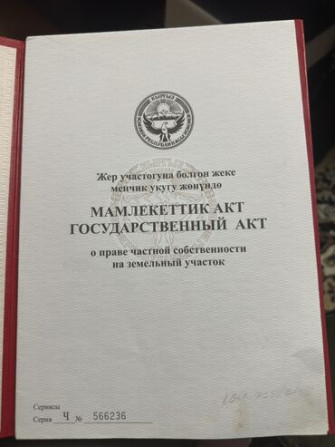 Жер участогуна болгон жеке
менчик укугу жөнүндө
МАМЛЕКЕТТИК АКТ
ГОСУДАРСТВЕННЫЙ АКТ
о праве частной собственности
на земельный участок
Сериясы
Серия Ч № 566236